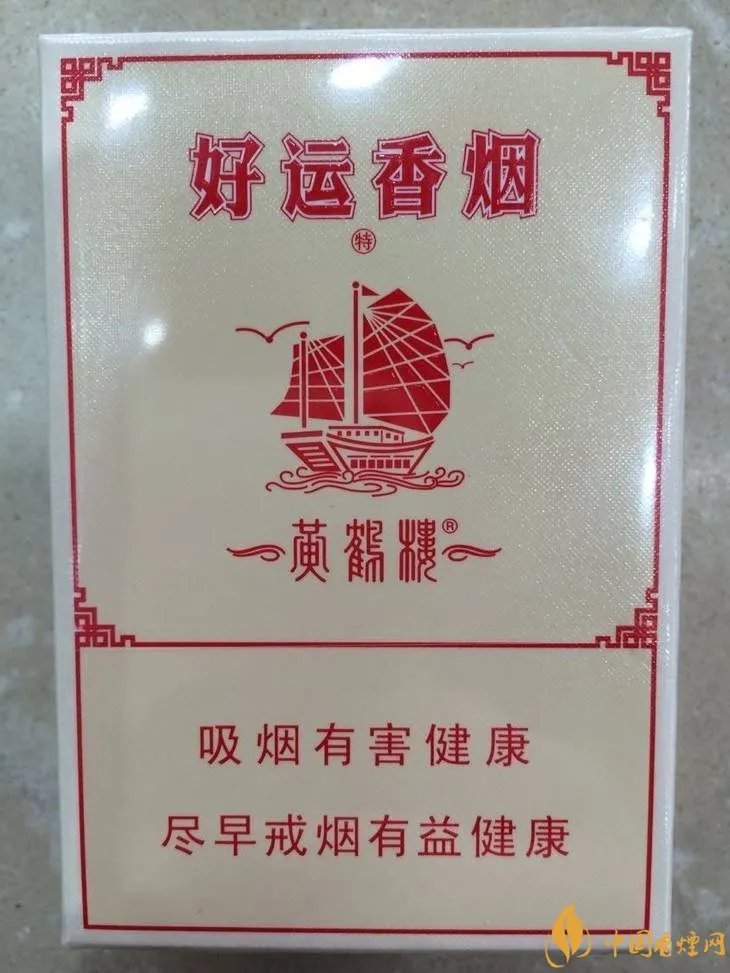 好运香烟
特
黄鹤楼®
吸烟有害健康
尽早戒烟有益健康
中国香煙网